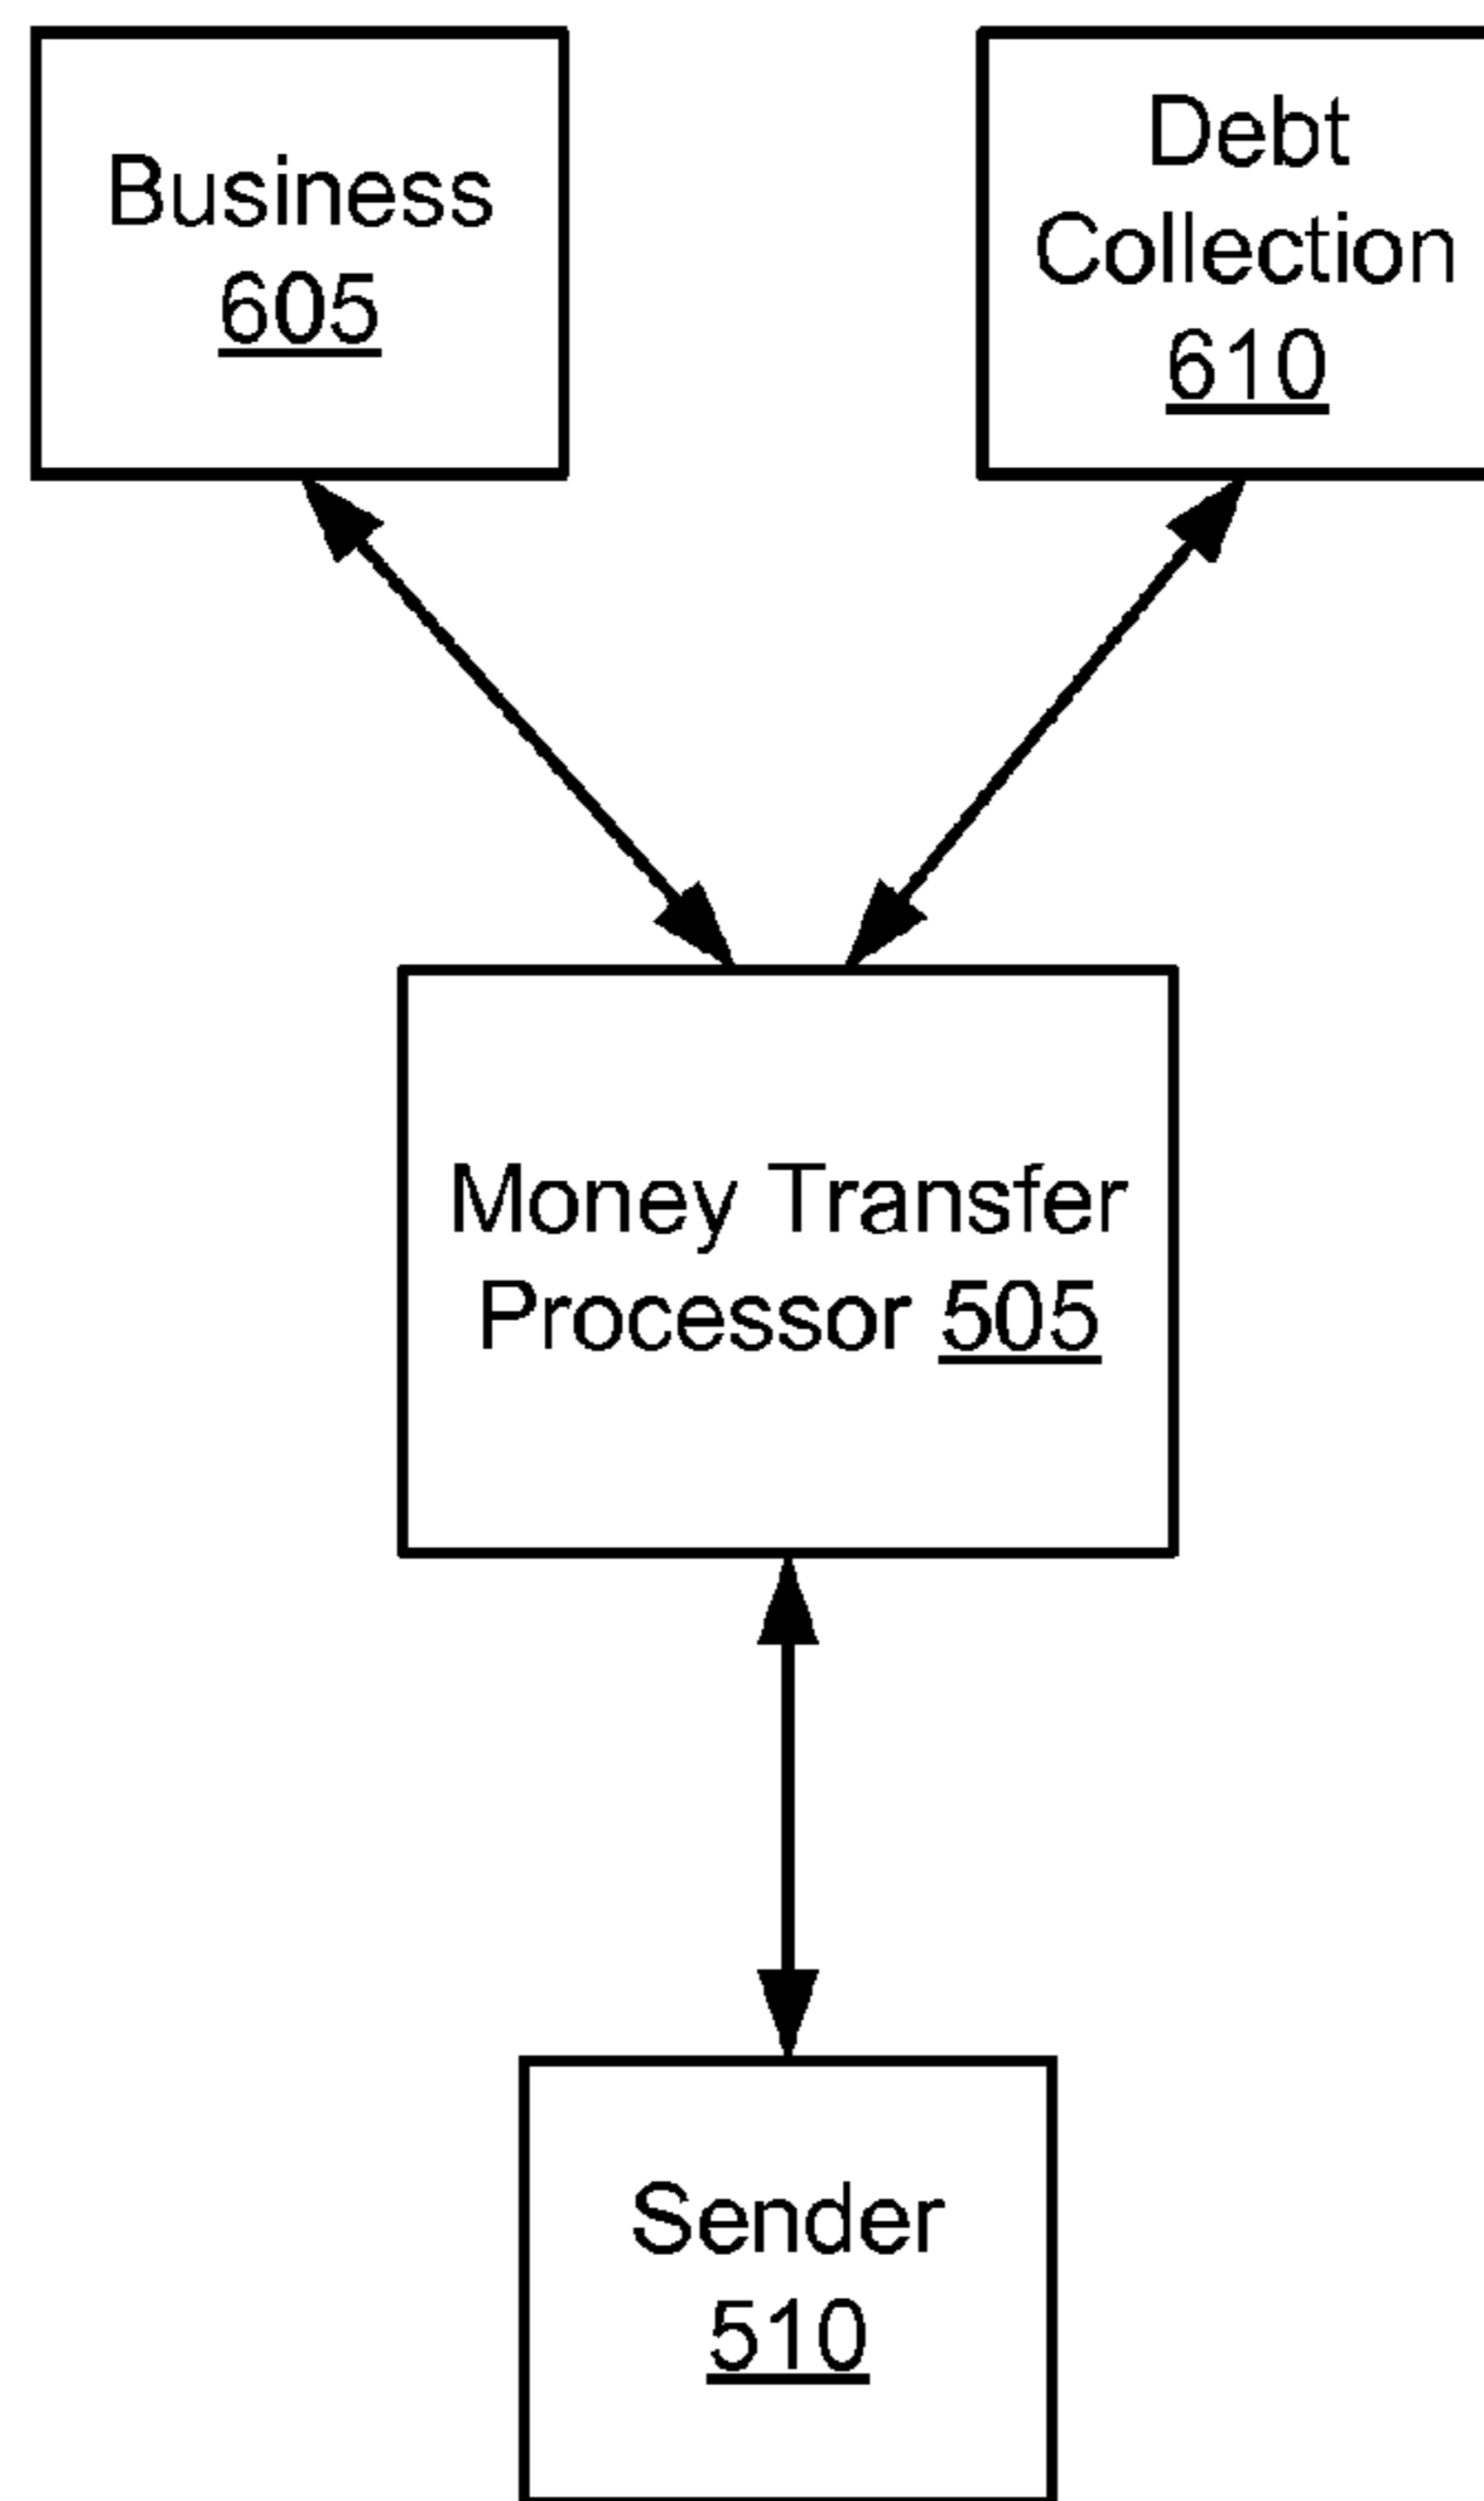 Business
605
Debt
Collection
610
Money Transfer
Processor 505
Sender
510